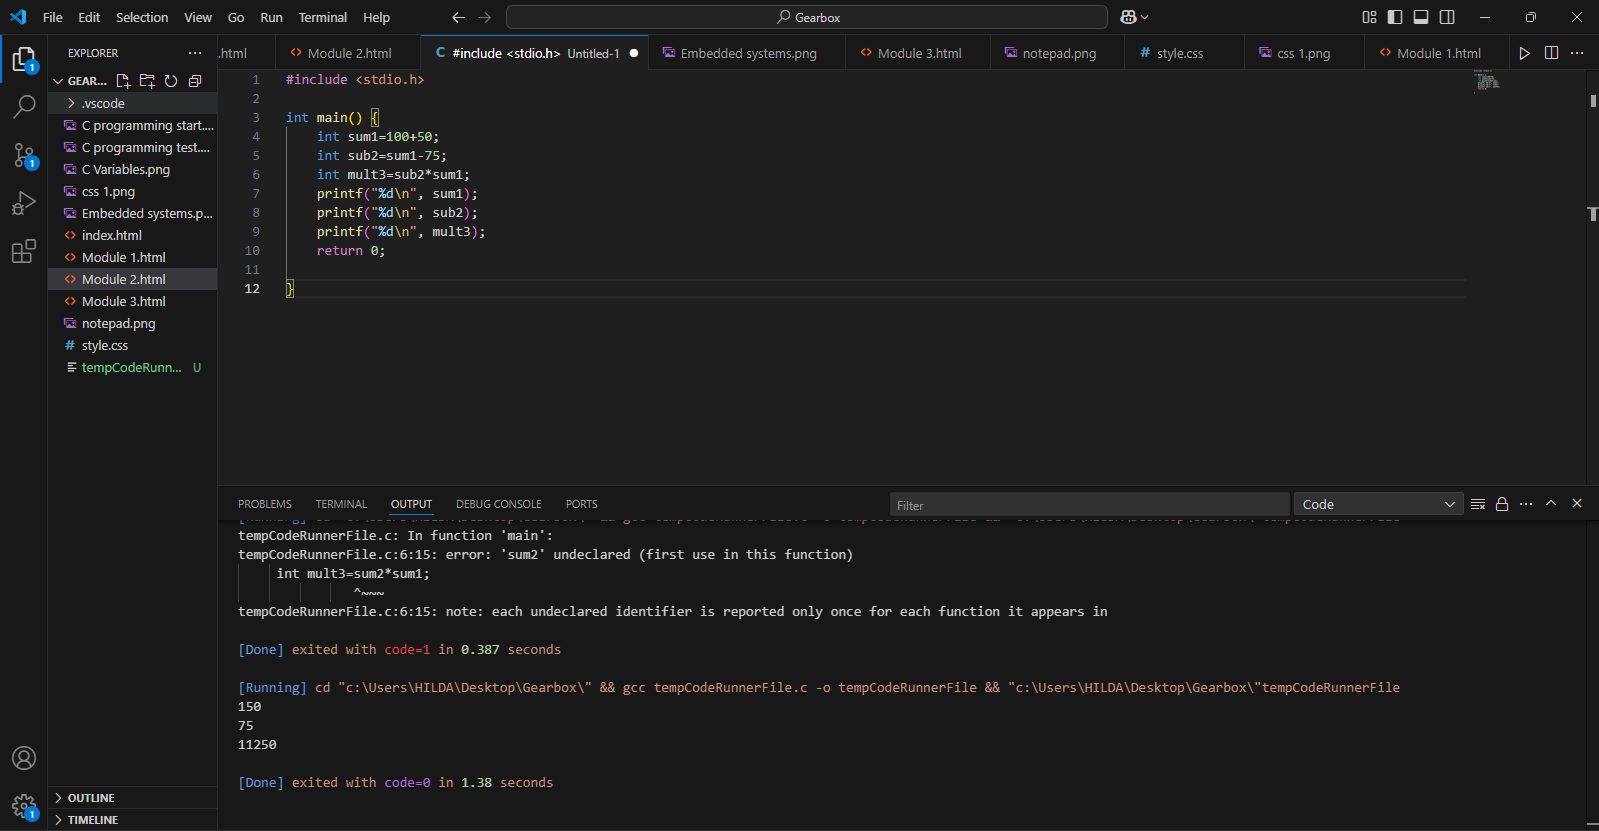 File Edit Selection View Go Run Terminal Help
Gearbox
EXPLORER
GEAR...
.vscode
C programming start....
C programming test....
C Variables.png
css 1.png
Embedded systems.p...
index.html
Module 1.html
Module 2.html
Module 3.html
notepad.png
style.css
tempCodeRunn... U
OUTLINE
TIMELINE
1
1
1
.html
Module 2.html
#include <stdio.h> Untitled-1
Embedded systems.png
Module 3.html
notepad.png
style.css
css 1.png
Module 1.html
1 #include <stdio.h>
2
3 int main() {
4 int sum1=100+50;
5 int sub2=sum1-75;
6 int mult3=sub2*sum1;
7 printf("%d\n", sum1);
8 printf("%d\n", sub2);
9 printf("%d\n", mult3);
10 return 0;
11
12 }
PROBLEMS TERMINAL OUTPUT DEBUG CONSOLE PORTS
Filter
Code
tempCodeRunnerFile.c: In function 'main':
tempCodeRunnerFile.c:6:15: error: 'sum2' undeclared (first use in this function)
int mult3=sum2*sum1;
^~~~
tempCodeRunnerFile.c:6:15: note: each undeclared identifier is reported only once for each function it appears in
[Done] exited with code=1 in 0.387 seconds
[Running] cd "c:\Users\HILDA\Desktop\Gearbox\" && gcc tempCodeRunnerFile.c -o tempCodeRunnerFile && "c:\Users\HILDA\Desktop\Gearbox\"tempCodeRunnerFile
150
75
11250
[Done] exited with code=0 in 1.38 seconds